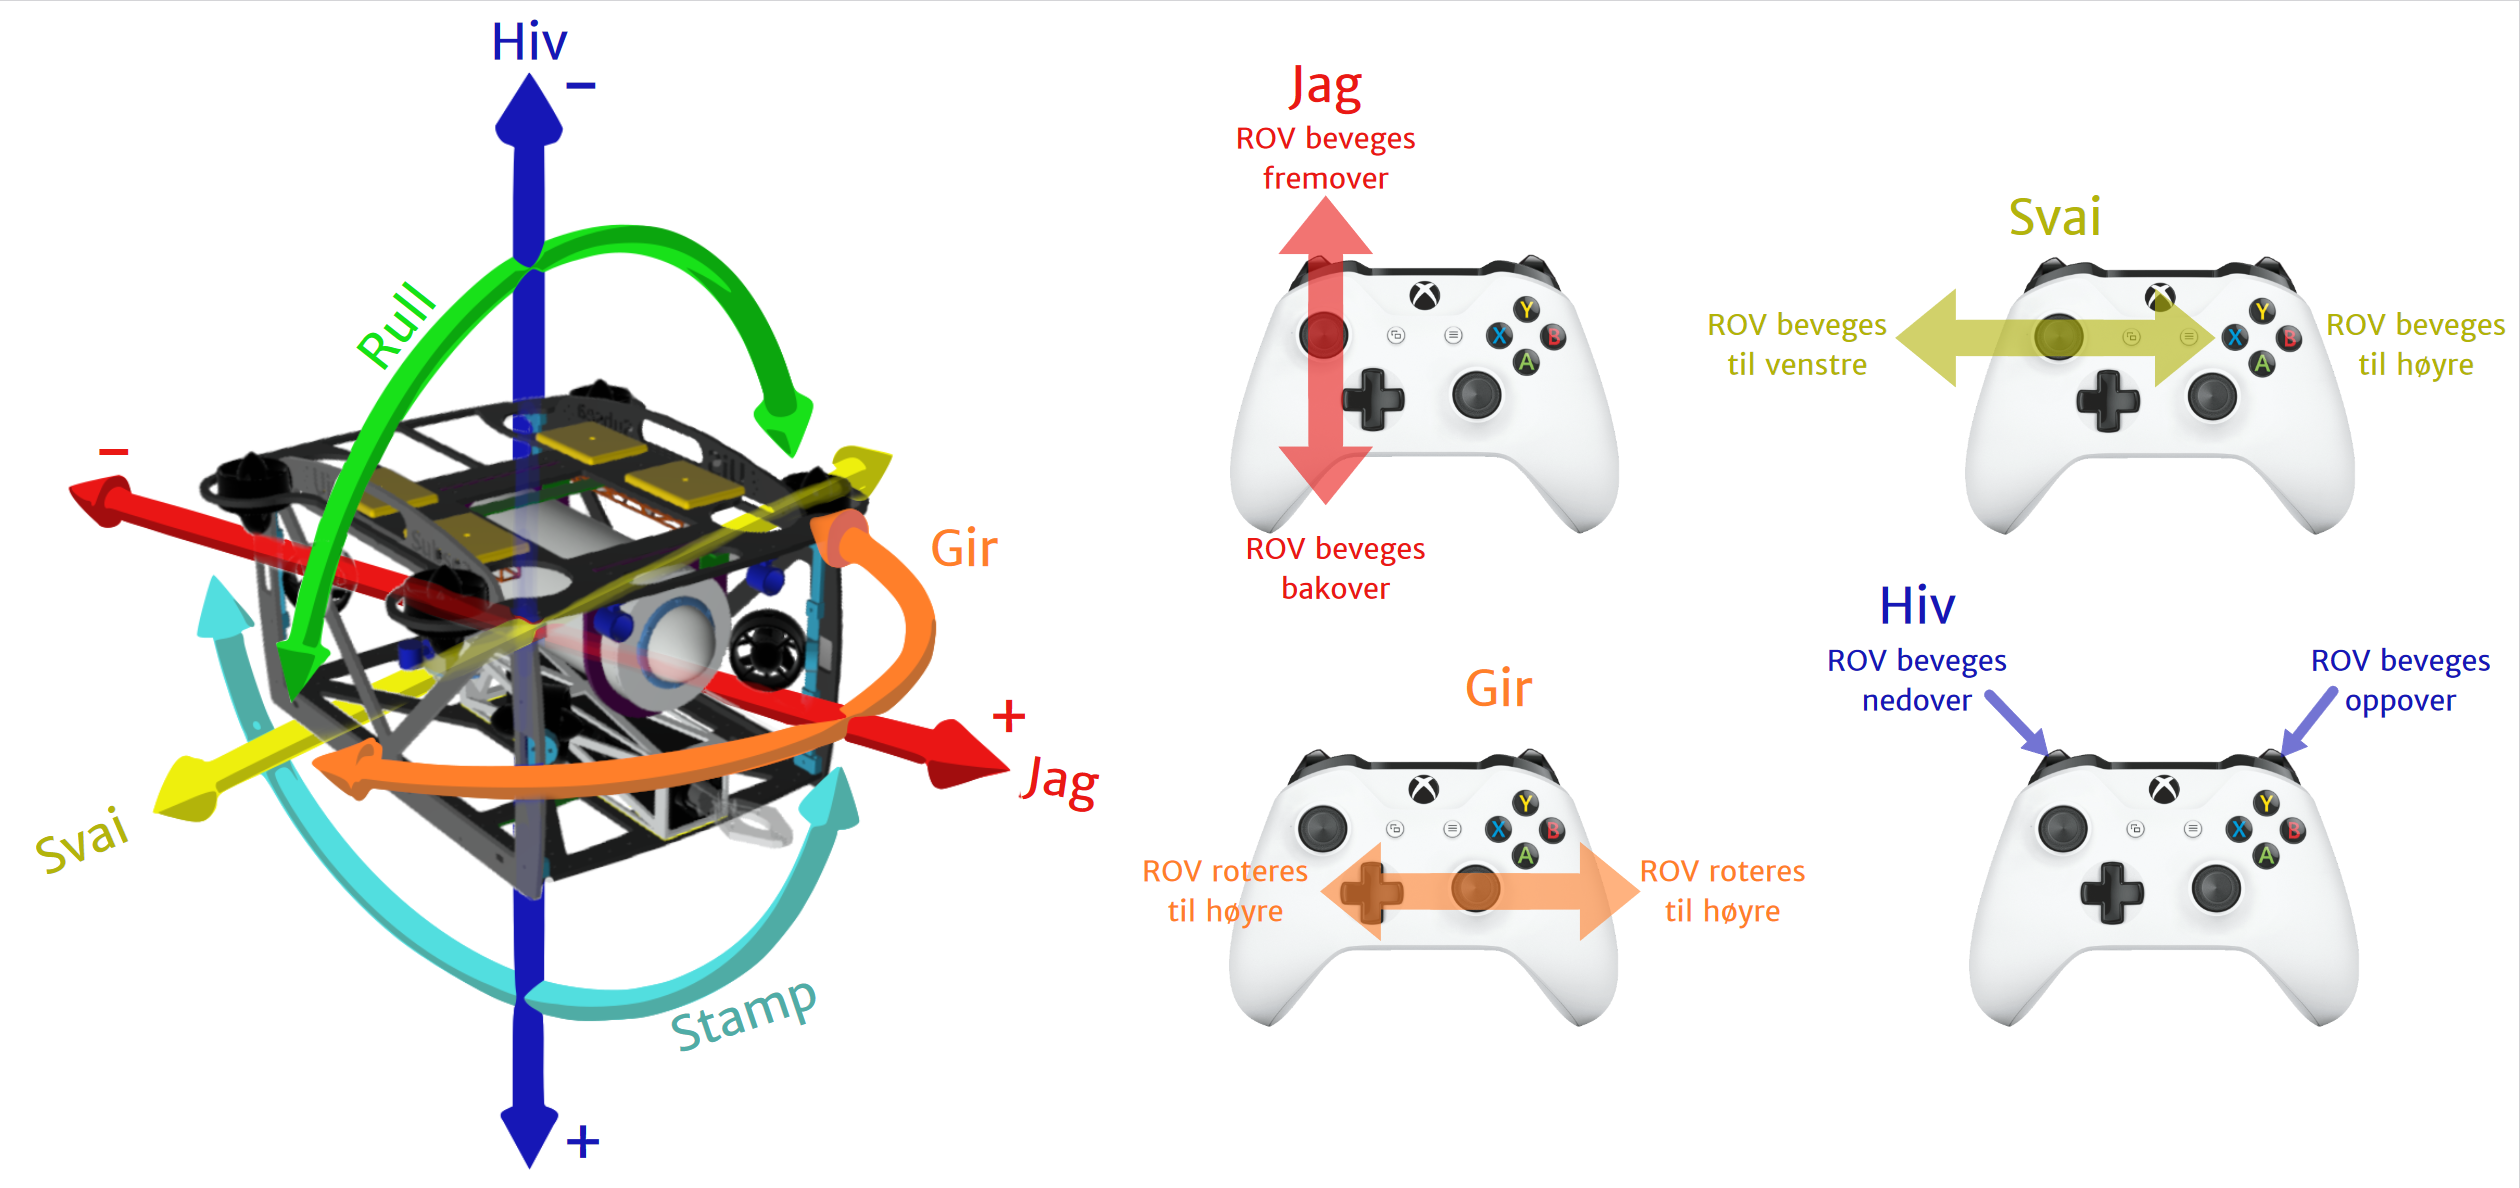 Hiv
−
Rull
−
Gir
+
Jag
Svai
Stamp
+
Jag
ROV beveges
fremover
Y
X
B
A
ROV beveges
bakover
Svai
ROV beveges
til venstre
Y
X
B
A
ROV beveges
til høyre
Gir
Y
X
B
A
ROV roteres
til høyre
ROV roteres
til høyre
Hiv
ROV beveges
nedover
ROV beveges
oppover
Y
X
B
A